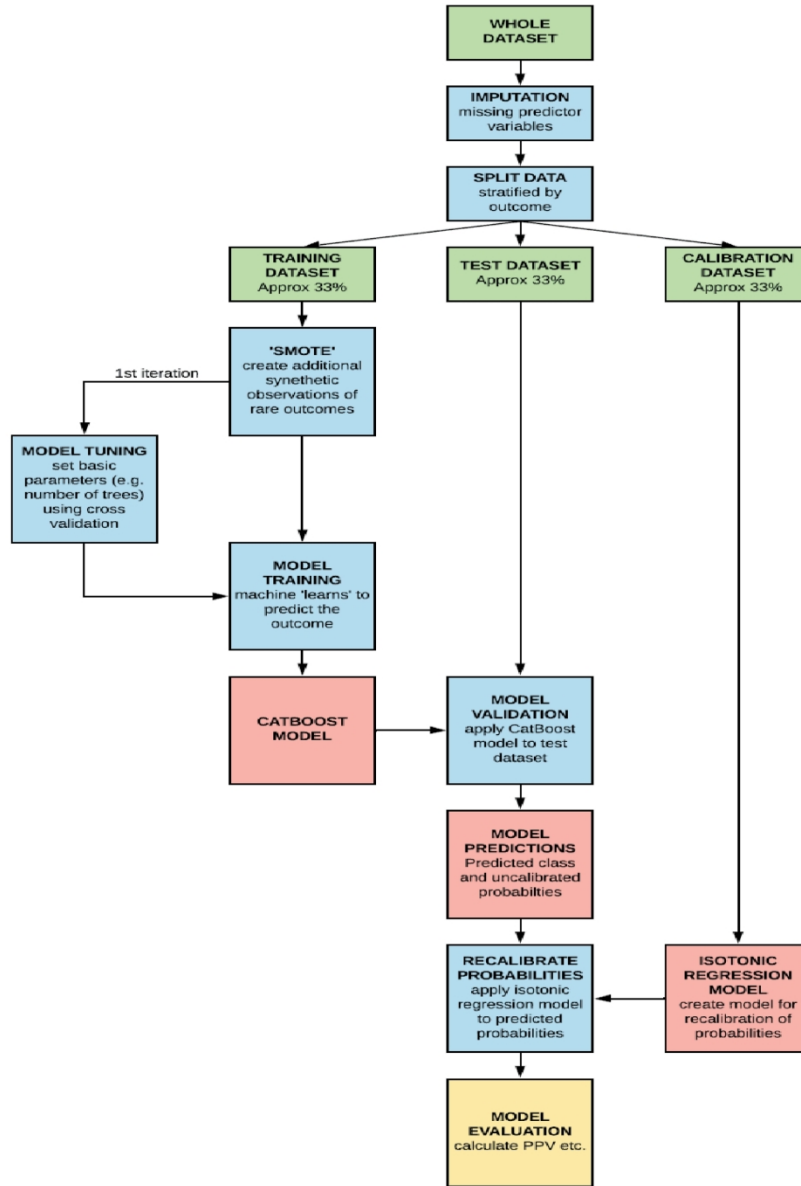 WHOLE
DATASET
IMPUTATION
missing predictor
variables
SPLIT DATA
stratified by
outcome
TRAINING
DATASET
Approx 33%
TEST DATASET
Approx 33%
CALIBRATION
DATASET
Approx 33%
'SMOTE'
create additional
synethetic
observations of
rare outcomes
1st iteration
MODEL TUNING
set basic
parameters (e.g.
number of trees)
using cross
validation
MODEL
TRAINING
machine 'learns' to
predict the
outcome
CATBOOST
MODEL
MODEL
VALIDATION
apply CatBoost
model to test
dataset
MODEL
PREDICTIONS
Predicted class
and uncalibrated
probabilties
RECALIBRATE
PROBABILITIES
apply isotonic
regression model
to predicted
probabilities
ISOTONIC
REGRESSION
MODEL
create model for
recalibration of
probabilities
MODEL
EVALUATION
calculate PPV etc.